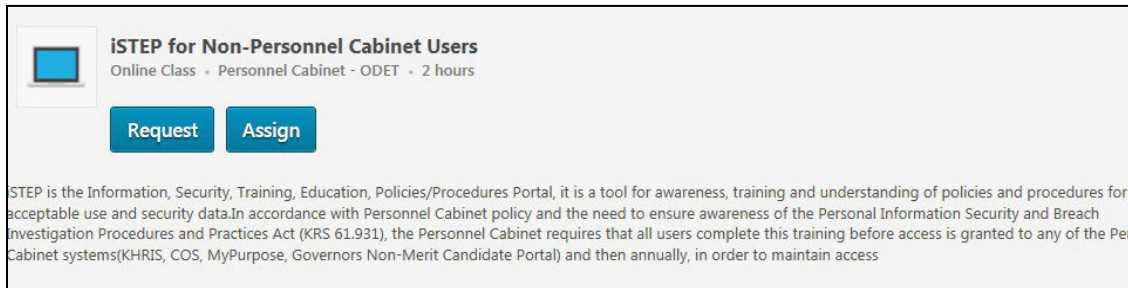 iSTEP for Non-Personnel Cabinet Users
Online Class • Personnel Cabinet - ODET • 2 hours
Request Assign
iSTEP is the Information, Security, Training, Education, Policies/Procedures Portal, it is a tool for awareness, training and understanding of policies and procedures for
acceptable use and security data.In accordance with Personnel Cabinet policy and the need to ensure awareness of the Personal Information Security and Breach
Investigation Procedures and Practices Act (KRS 61.931), the Personnel Cabinet requires that all users complete this training before access is granted to any of the
Cabinet systems(KHRIS, COS, MyPurpose, Governors Non-Merit Candidate Portal) and then annually, in order to maintain access